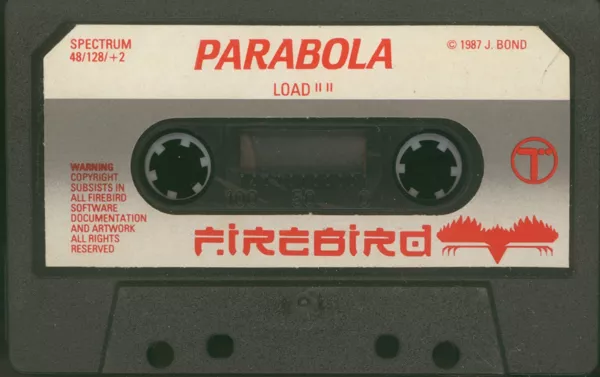 SPECTRUM
48/128/+2
PARABOLA
© 1987 J. BOND
LOAD " "
WARNING
COPYRIGHT
SUBSISTS IN
ALL FIREBIRD
SOFTWARE
DOCUMENTATION
AND ARTWORK
ALL RIGHTS
RESERVED
FIREBIRD